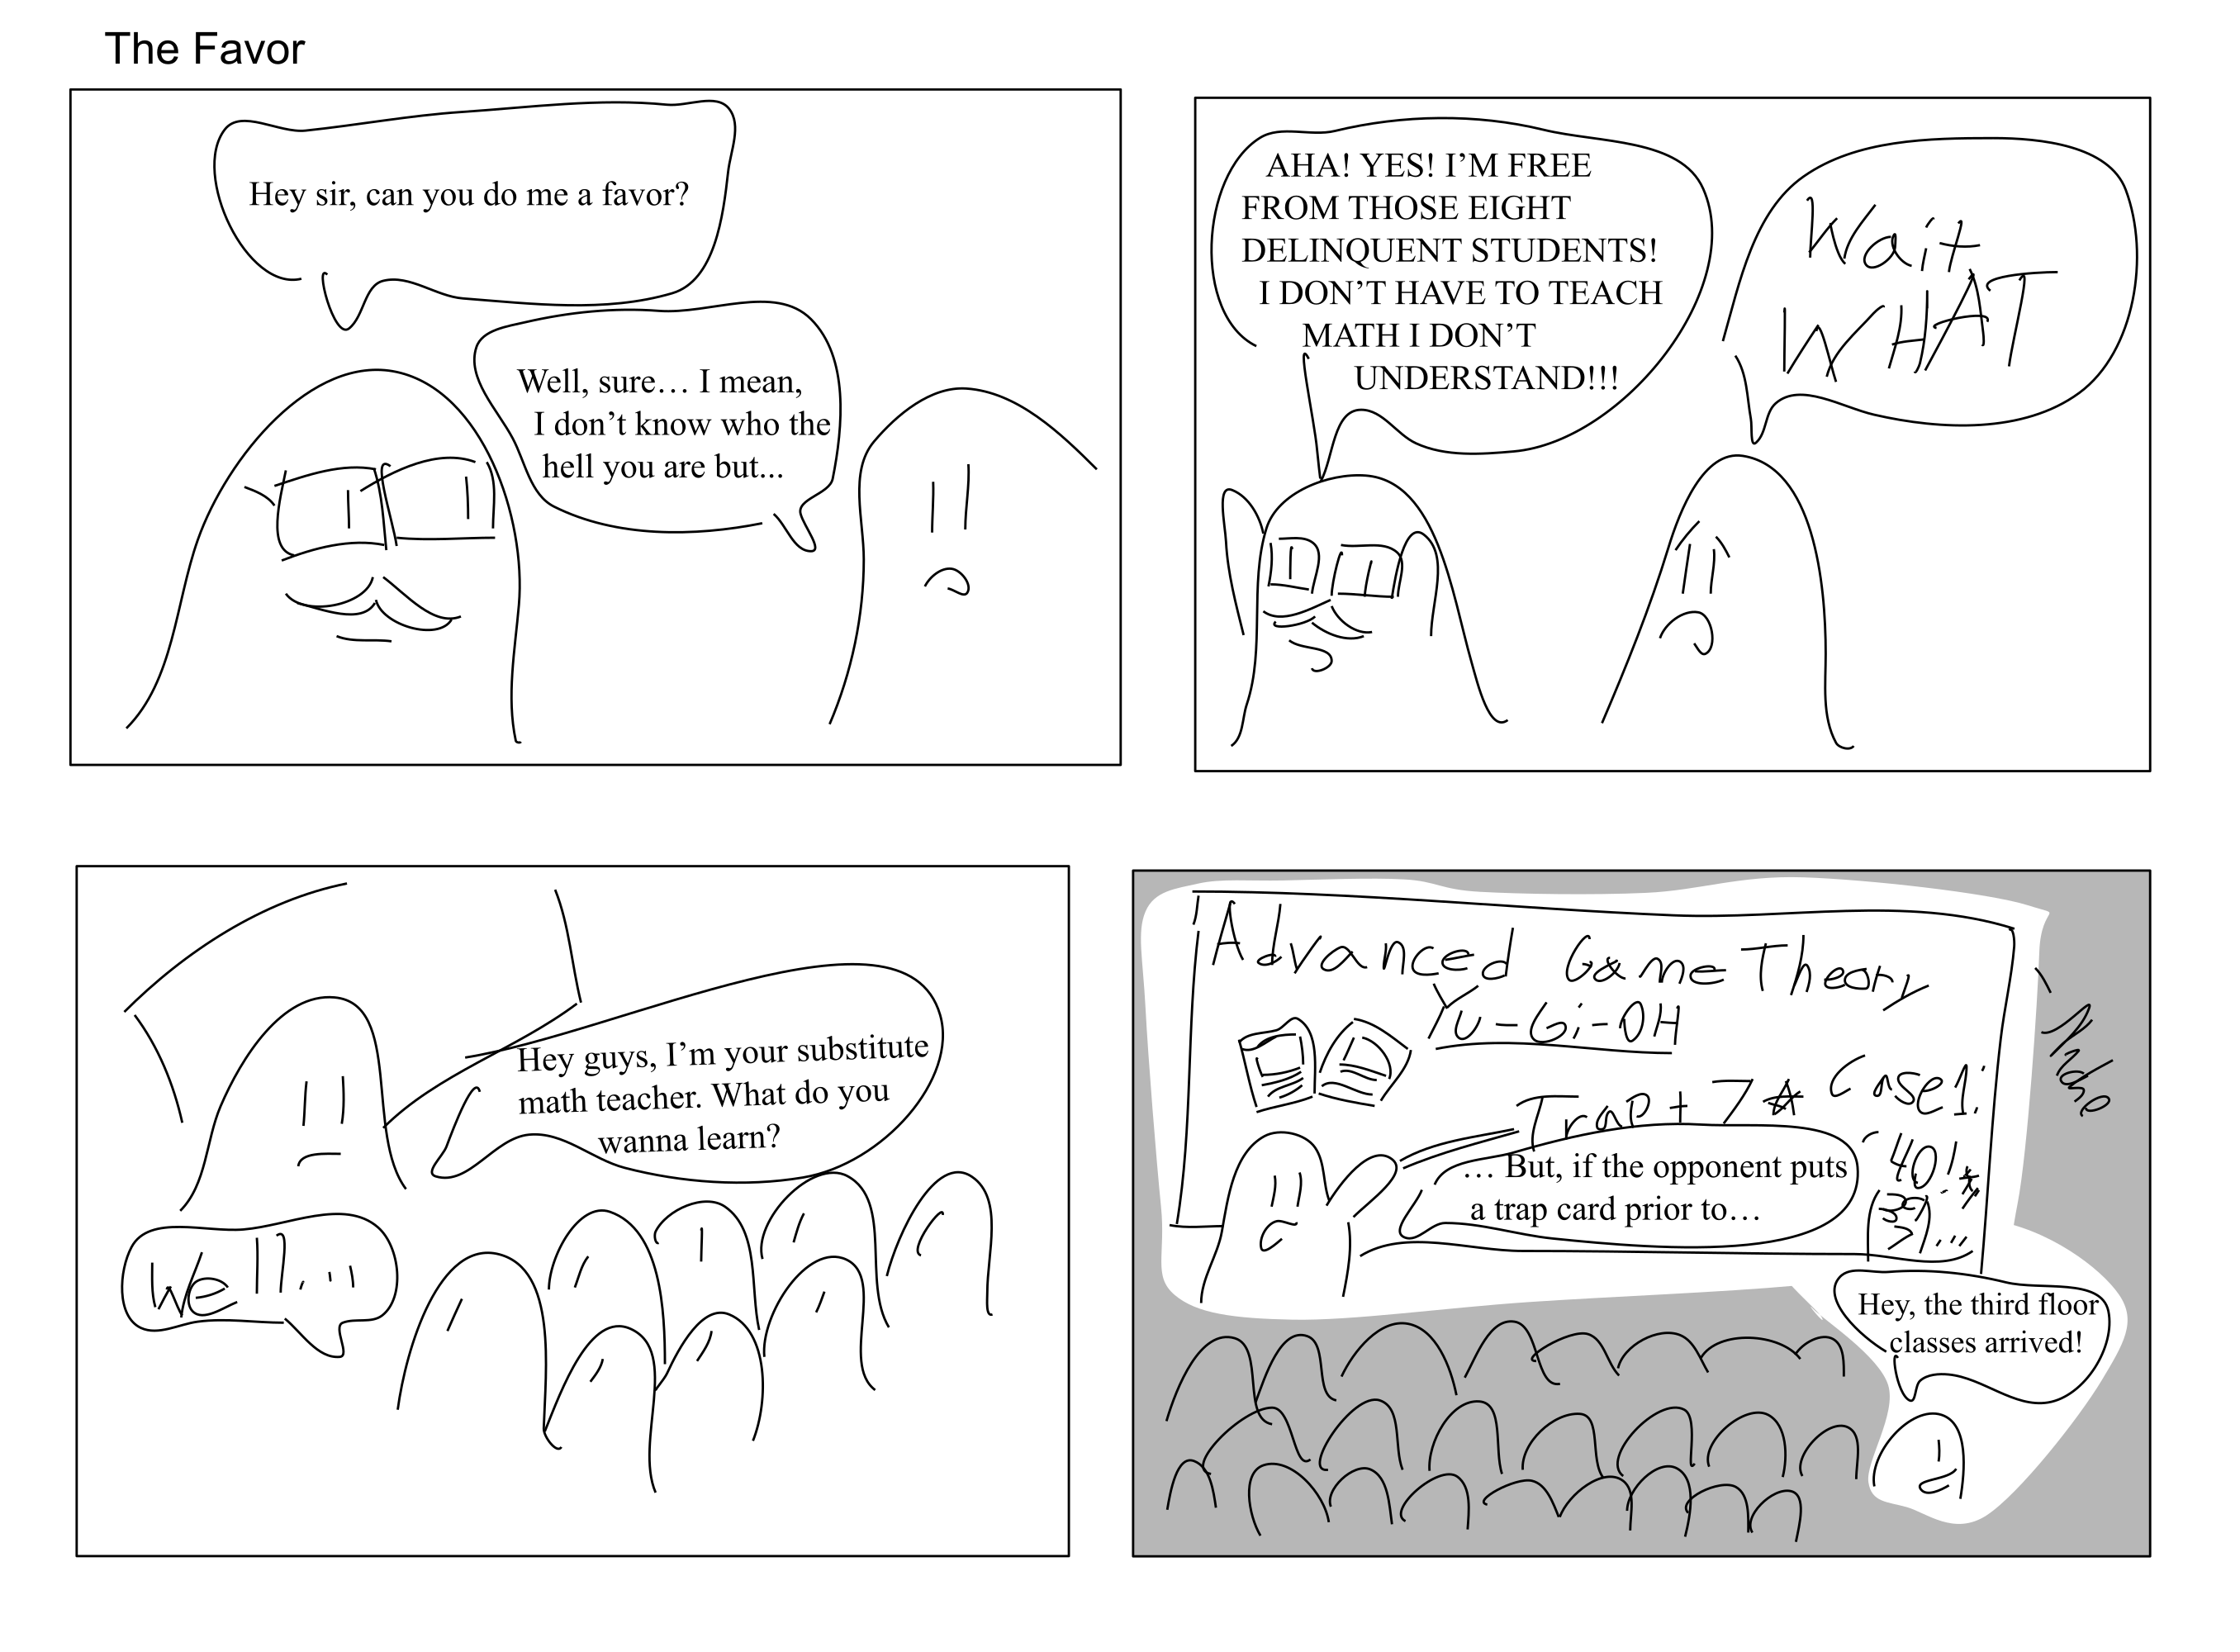 The Favor
Hey sir, can you do me a favor?
Well, sure… I mean,
I don’t know who the
hell you are but...
AHA! YES! I’M FREE
FROM THOSE EIGHT
DELINQUENT STUDENTS!
I DON’T HAVE TO TEACH
MATH I DON’T
UNDERSTAND!!!
Wait
WHAT
Hey guys, I’m your substitute
math teacher. What do you
wanna learn?
Well...
Advanced Game Theory
Yu-Gi-OH
Trap + 7☆
Case 1:
40!
… But, if the opponent puts
a trap card prior to…
Hey, the third floor
classes arrived!